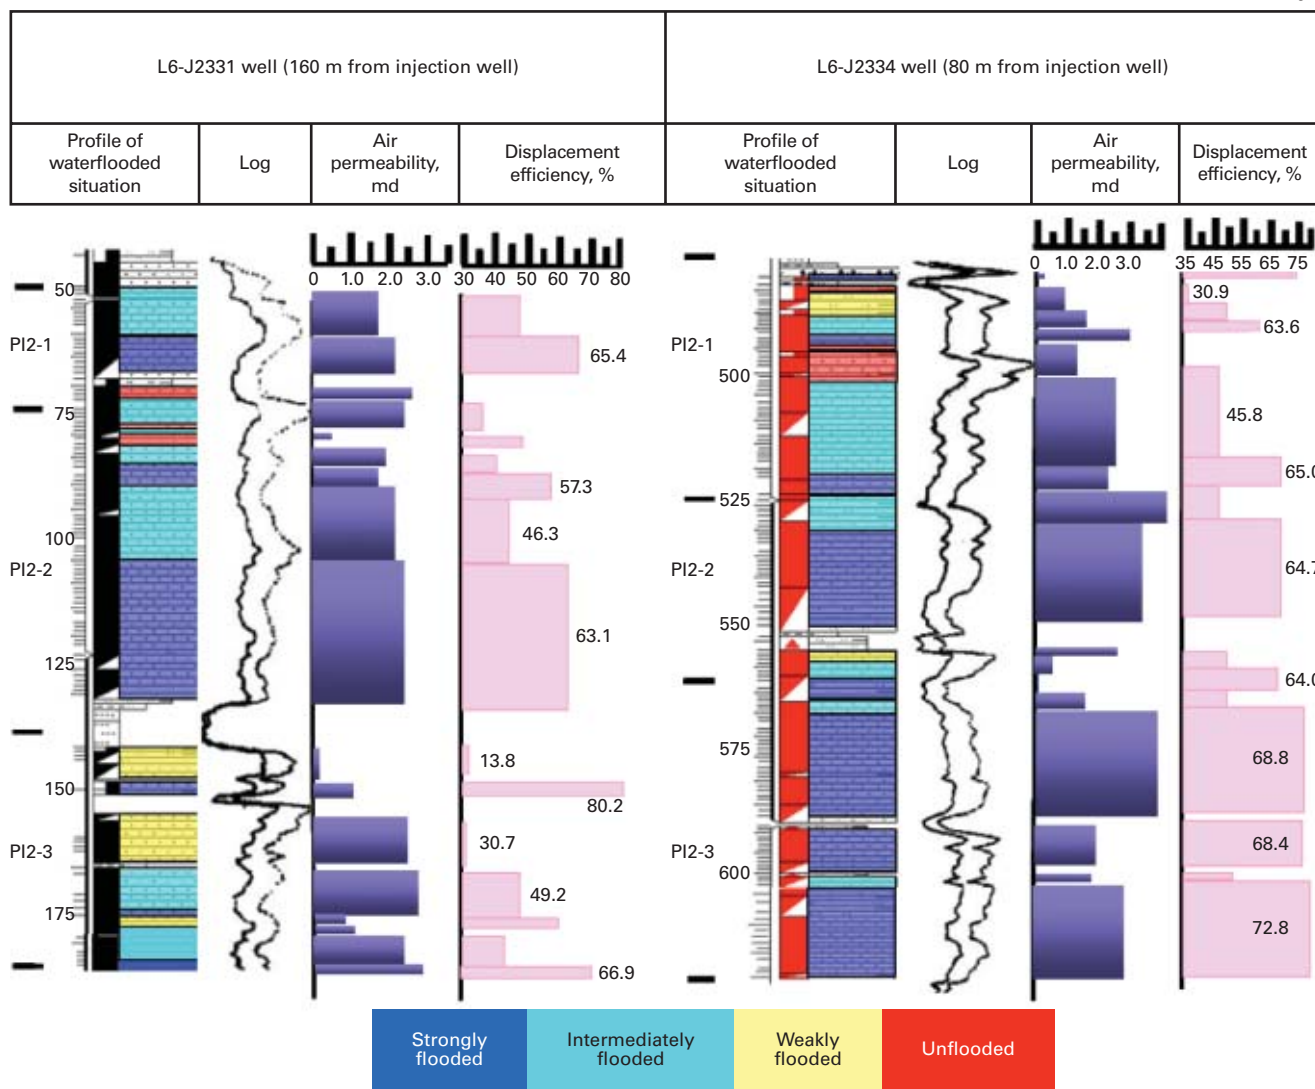 L6-J2331 well (160 m from injection well)
L6-J2334 well (80 m from injection well)
Profile of
waterflooded
situation
Log
Air
permeability,
md
Displacement
efficiency, %
Profile of
waterflooded
situation
Log
Air
permeability,
md
Displacement
efficiency, %
0 1.0 2.0 3.0
30 40 50 60 70 80
0 1.0 2.0 3.0
35 45 55 65 75
50
PI2-1
65.4
75
57.3
46.3
100
PI2-2
63.1
125
13.8
150
80.2
30.7
PI2-3
49.2
175
66.9
30.9
63.6
PI2-1
500
45.8
65.0
525
64.7
PI2-2
550
64.0
575
68.8
68.4
PI2-3
600
72.8
Strongly
flooded
Intermediately
flooded
Weakly
flooded
Unflooded